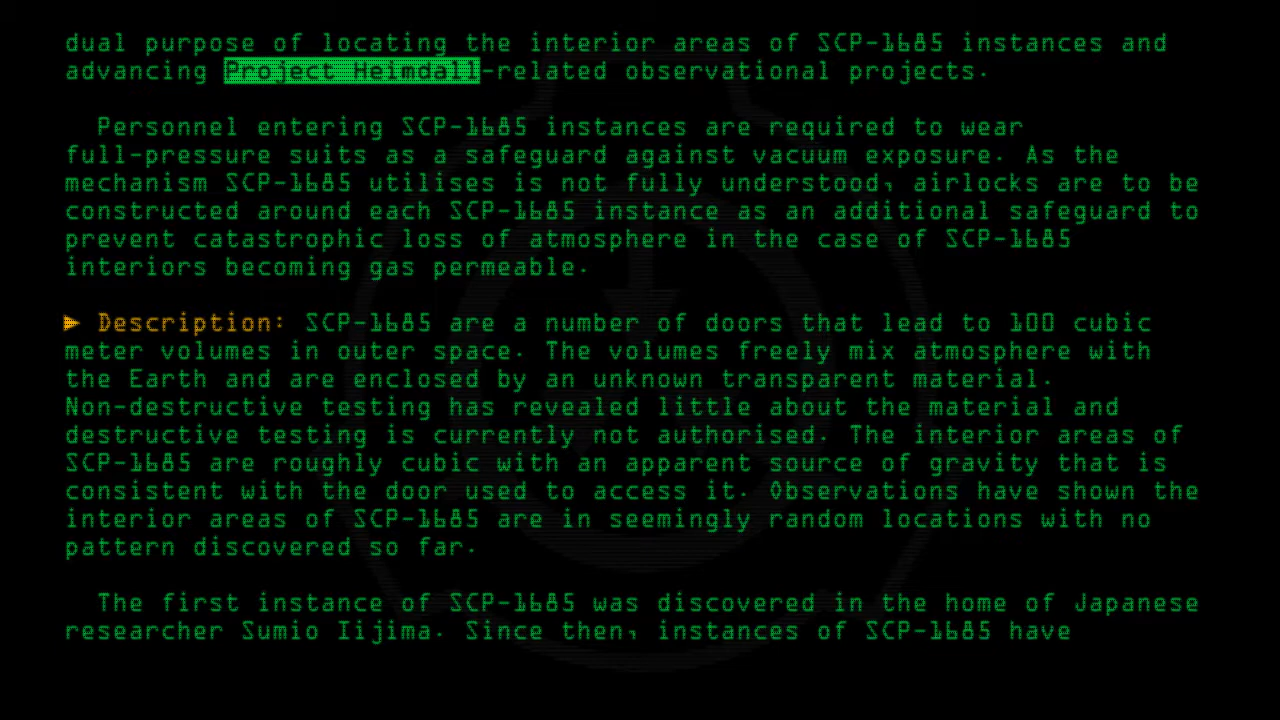 dual purpose of locating the interior areas of SCP-1685 instances and
advancing Project Heimdall-related observational projects.
Personnel entering SCP-1685 instances are required to wear
full-pressure suits as a safeguard against vacuum exposure. As the
mechanism SCP-1685 utilises is not fully understood, airlocks are to be
constructed around each SCP-1685 instance as an additional safeguard to
prevent catastrophic loss of atmosphere in the case of SCP-1685
interiors becoming gas permeable.
► Description: SCP-1685 are a number of doors that lead to 100 cubic
meter volumes in outer space. The volumes freely mix atmosphere with
the Earth and are enclosed by an unknown transparent material.
Non-destructive testing has revealed little about the material and
destructive testing is currently not authorised. The interior areas of
SCP-1685 are roughly cubic with an apparent source of gravity that is
consistent with the door used to access it. Observations have shown the
interior areas of SCP-1685 are in seemingly random locations with no
pattern discovered so far.
The first instance of SCP-1685 was discovered in the home of Japanese
researcher Sumio Iijima. Since then, instances of SCP-1685 have